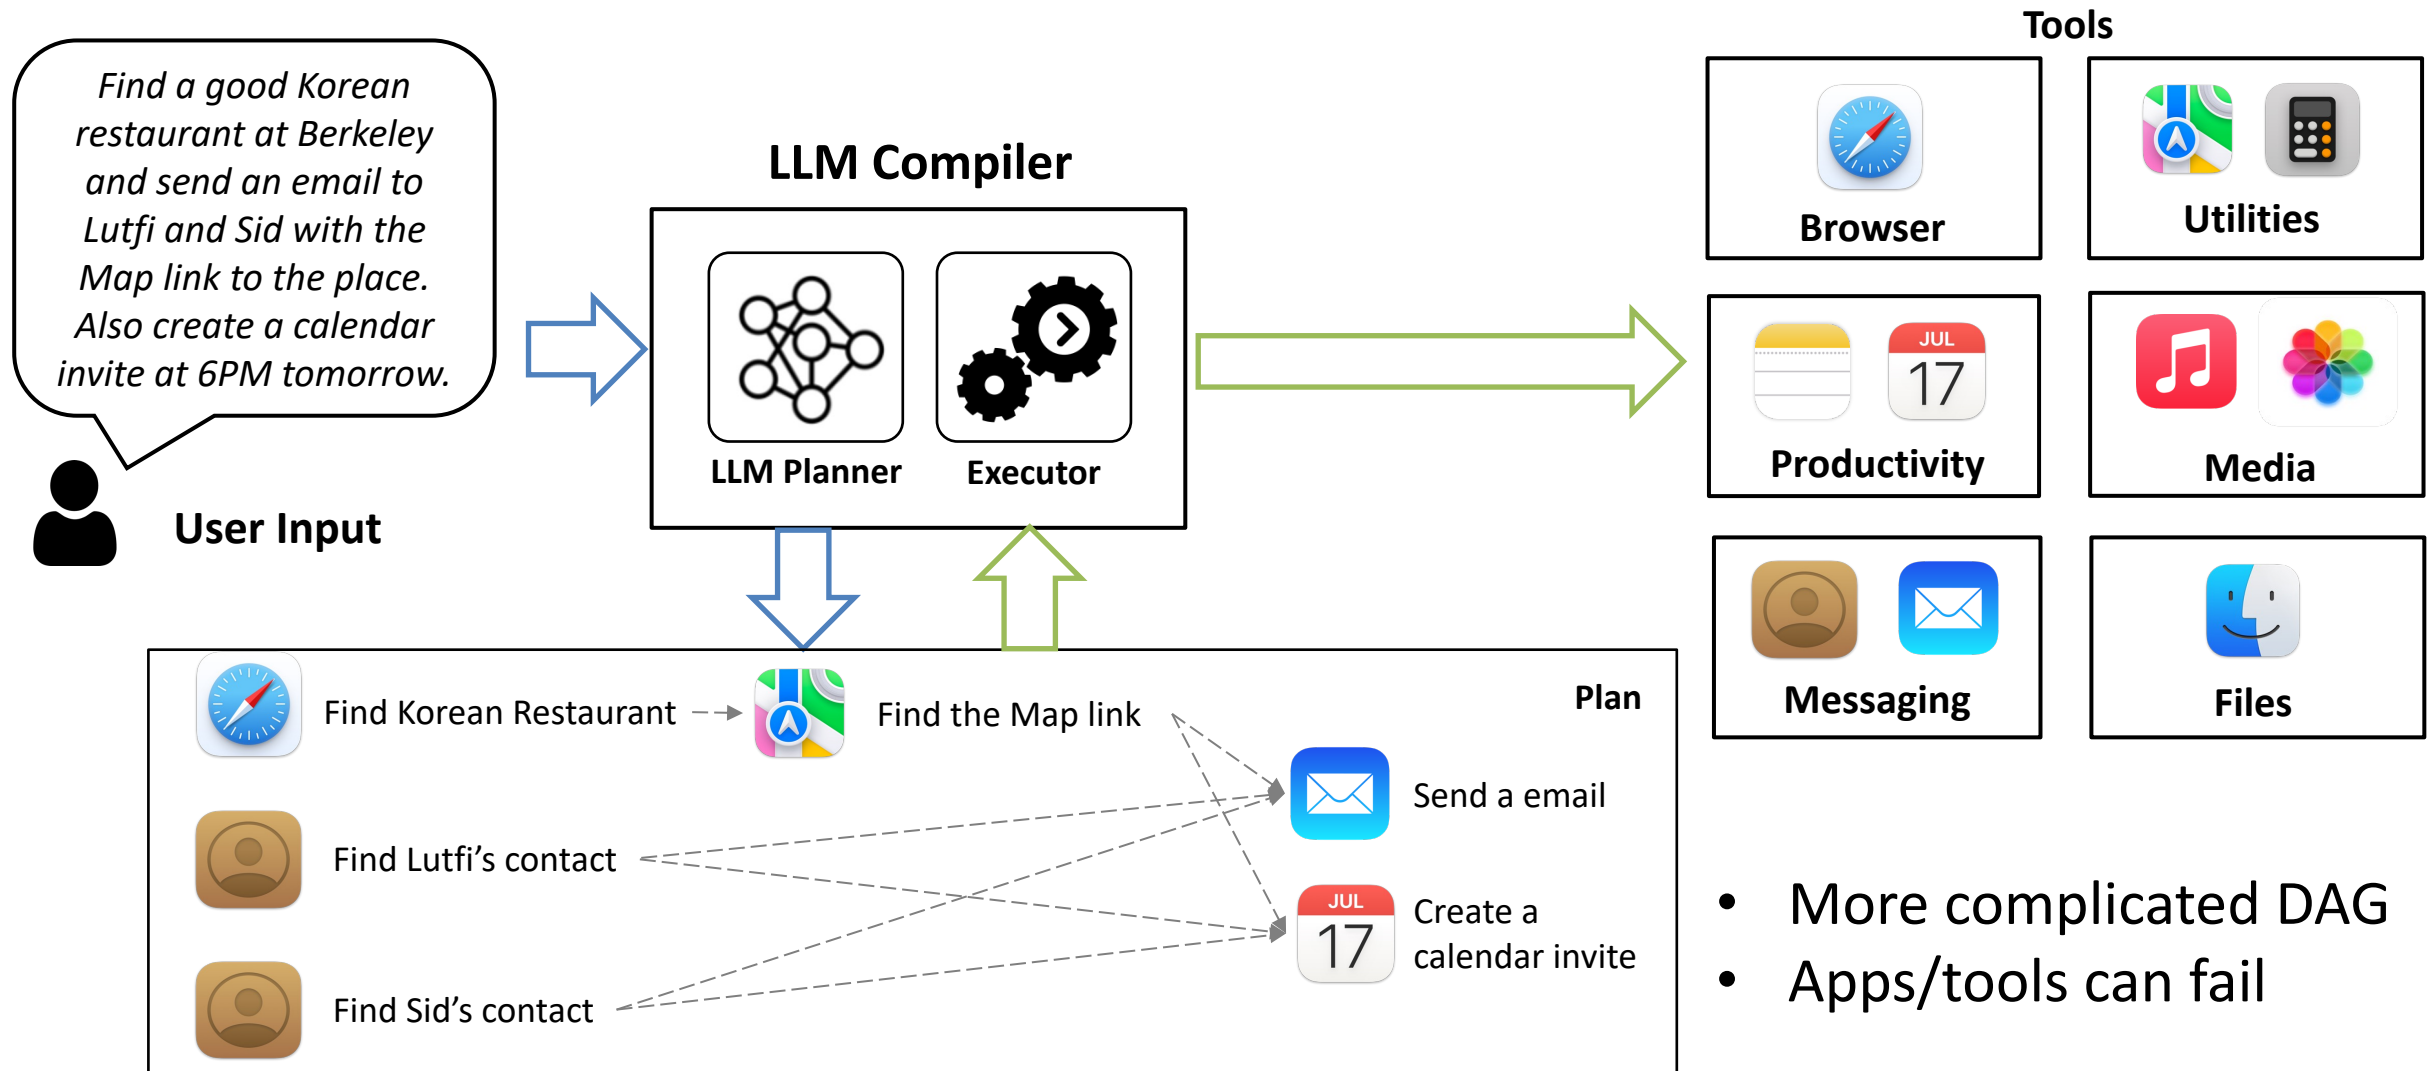 Find a good Korean
restaurant at Berkeley
and send an email to
Lutfi and Sid with the
Map link to the place.
Also create a calendar
invite at 6PM tomorrow.
User Input
LLM Compiler
LLM Planner
Executor
Tools
Browser
Utilities
JUL
17
Productivity
Media
Messaging
Files
Plan
Find Korean Restaurant
Find the Map link
Send a email
Find Lutfi’s contact
JUL
17
Create a
calendar invite
Find Sid’s contact
• More complicated DAG
• Apps/tools can fail